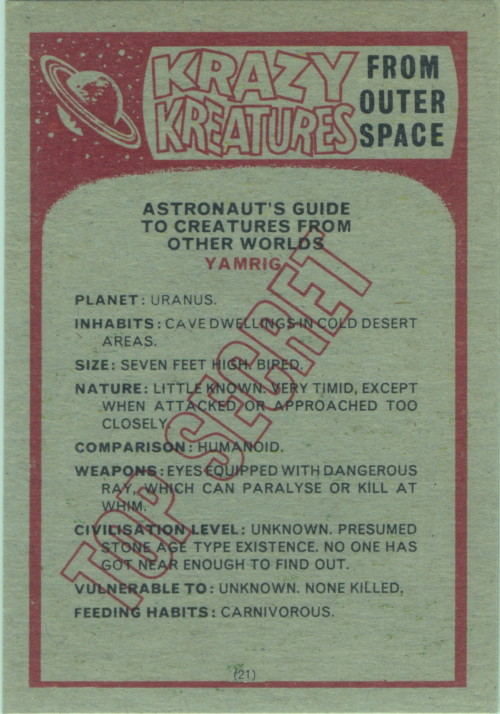 KRAZY
KREATURES
FROM
OUTER
SPACE
ASTRONAUT'S GUIDE
TO CREATURES FROM
OTHER WORLDS
YAMRIG
PLANET: URANUS.
INHABITS: CAVE DWELLINGS IN COLD DESERT
AREAS.
SIZE: SEVEN FEET HIGH. BIPED.
NATURE: LITTLE KNOWN. VERY TIMID, EXCEPT
WHEN ATTACKED OR APPROACHED TOO
CLOSELY.
COMPARISON: HUMANOID.
WEAPONS: EYES EQUIPPED WITH DANGEROUS
RAY, WHICH CAN PARALYSE OR KILL AT
WHIM.
CIVILISATION LEVEL: UNKNOWN. PRESUMED
STONE AGE TYPE EXISTENCE. NO ONE HAS
GOT NEAR ENOUGH TO FIND OUT.
VULNERABLE TO: UNKNOWN. NONE KILLED,
FEEDING HABITS: CARNIVOROUS.
TOP SECRET
(21)